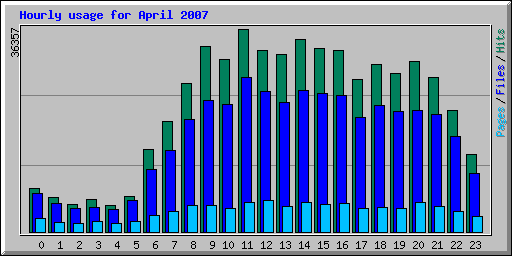 Hourly usage for April 2007
36357
Pages / Files / Hits
0 1 2 3 4 5 6 7 8 9 10 11 12 13 14 15 16 17 18 19 20 21 22 23